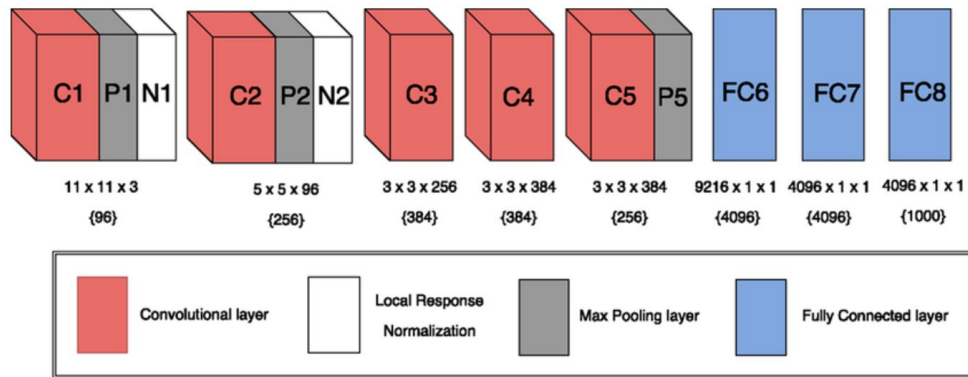 C1 P1 N1 C2 P2 N2 C3 C4 C5 P5 FC6 FC7 FC8
11 x 11 x 3 5 x 5 x 96 3 x 3 x 256 3 x 3 x 384 3 x 3 x 384 9216 x 1 x 1 4096 x 1 x 1 4096 x 1 x 1
{96} {256} {384} {384} {256} {4096} {4096} {1000}
Convolutional layer
Local Response
Normalization
Max Pooling layer
Fully Connected layer